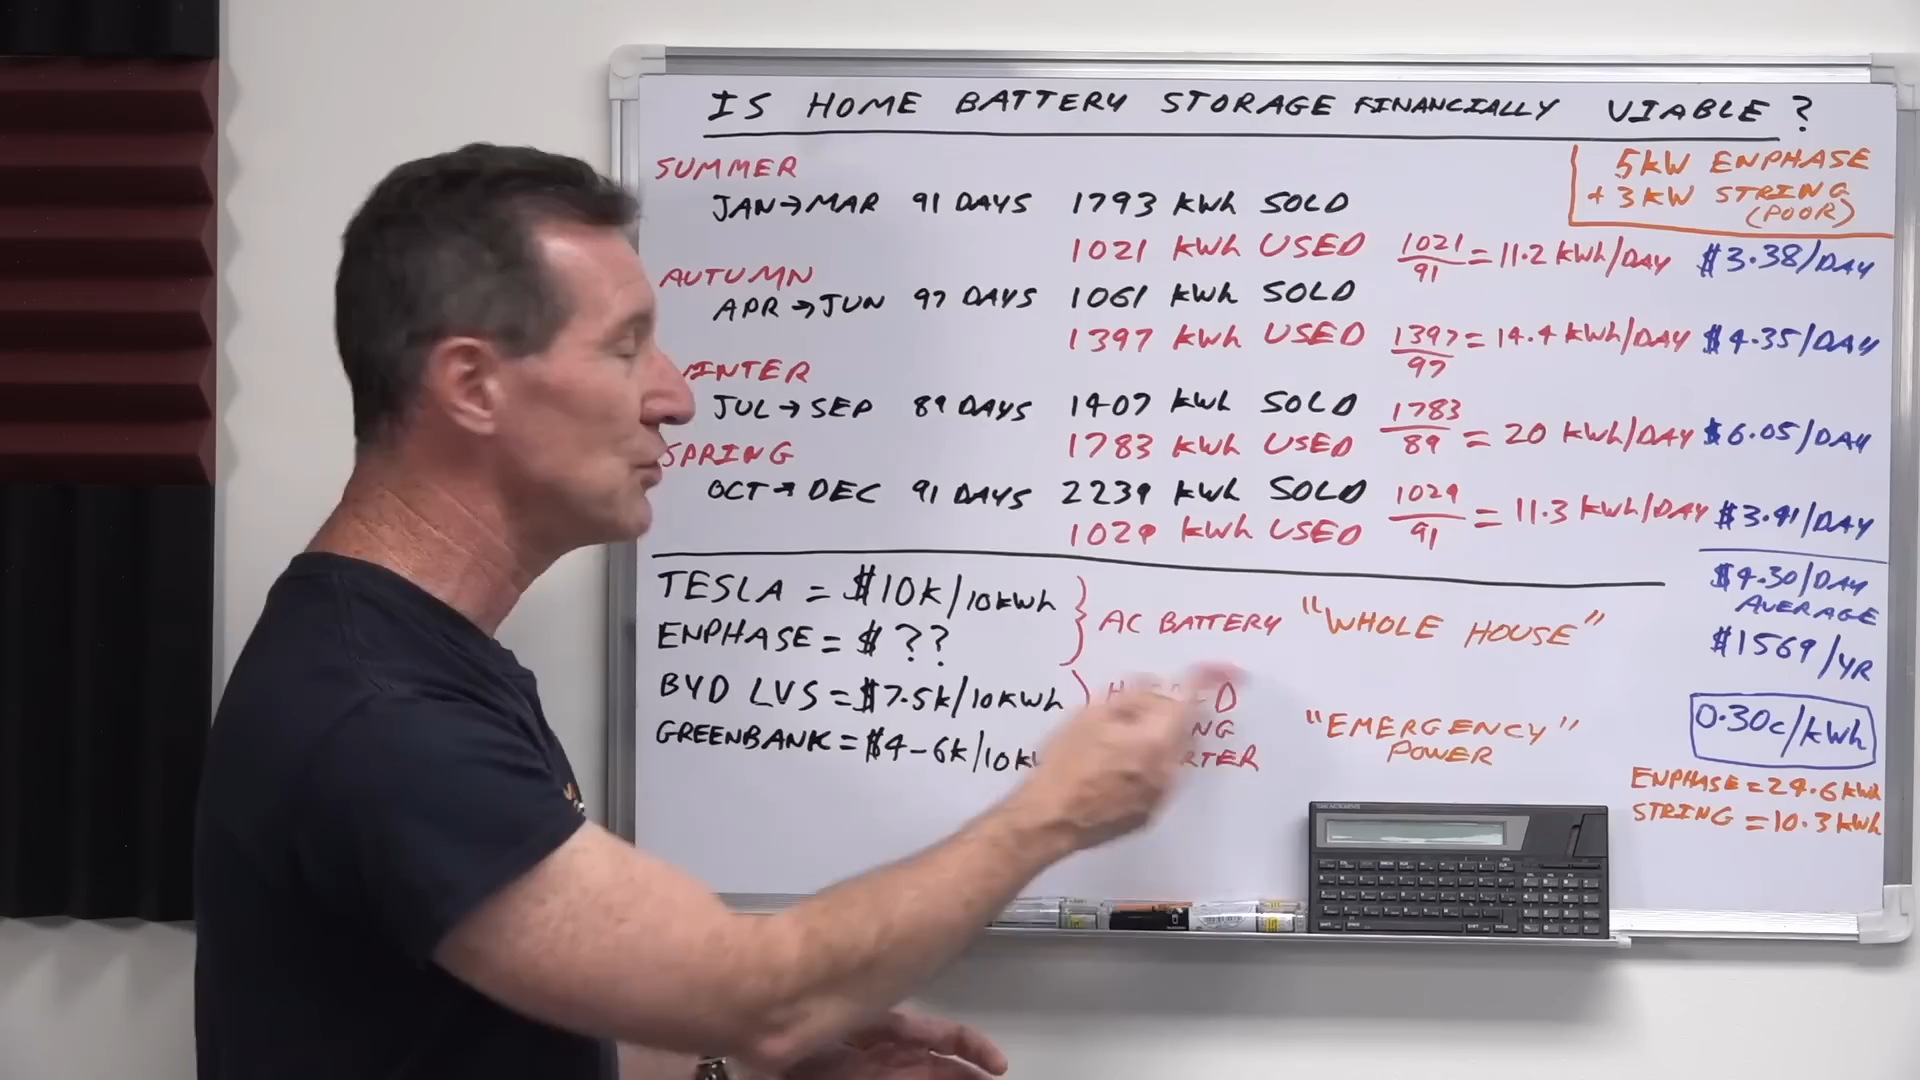 IS HOME BATTERY STORAGE FINANCIALLY VIABLE?
5KW ENPHASE
+ 3KW STRING
(POOR)
SUMMER
JAN→MAR 91 DAYS 1793 KWh SOLD
1021 KWh USED 1021/91 = 11.2 KWh/DAY $3.38/DAY
AUTUMN
APR→JUN 97 DAYS 1061 KWh SOLD
1397 KWh USED 1397/97 = 14.4 KWh/DAY $4.35/DAY
JUL→SEP 89 DAYS 1407 KWh SOLD
1783 KWh USED 1783/89 = 20 KWh/DAY $6.05/DAY
SPRING
OCT→DEC 91 DAYS 2239 KWh SOLD
1029 KWh USED 1029/91 = 11.3 KWh/DAY $3.41/DAY
TESLA = $10K/10KWh
ENPHASE = $??
AC BATTERY "WHOLE HOUSE"
BYD LVS = $7.5K/10KWh
GREENBANK = $4-6K/10
"EMERGENCY"
POWER
$4.30/DAY
AVERAGE
$1569/YR
0.30c/KWh
ENPHASE = 24.6KWh
STRING = 10.3KWh